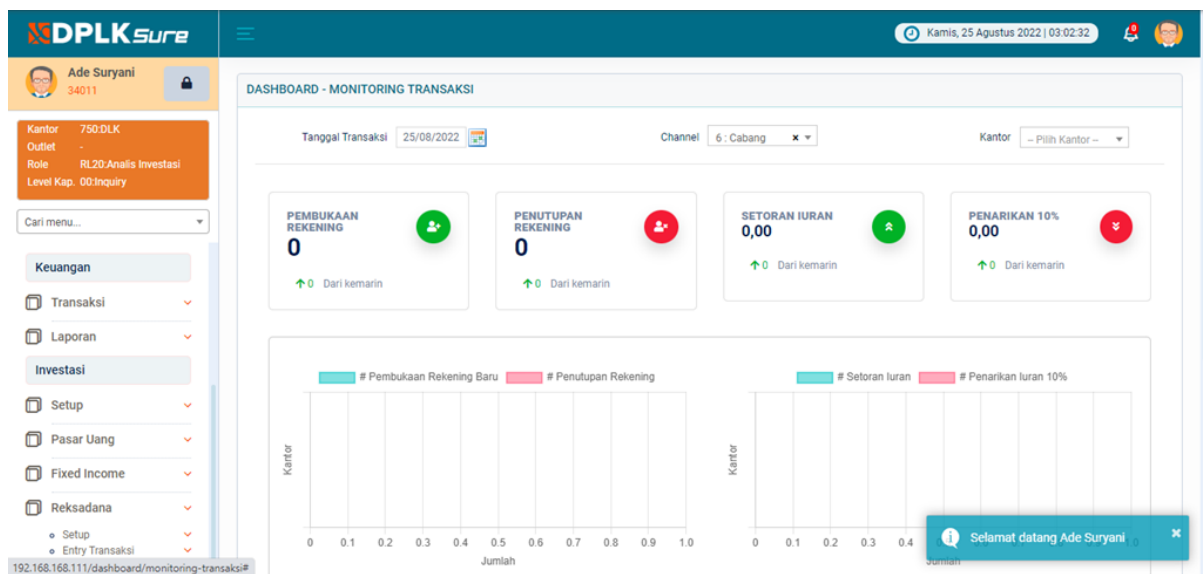 DPLKSure
Kamis, 25 Agustus 2022 | 03:02:32
0
Ade Suryani
34011
Kantor 750:DLK
Outlet -
Role RL20:Analis Investasi
Level Kap. 00:Inquiry
Cari menu...
Keuangan
Transaksi
Laporan
Investasi
Setup
Pasar Uang
Fixed Income
Reksadana
Setup
Entry Transaksi
192.168.168.111/dashboard/monitoring-transaksi#
DASHBOARD - MONITORING TRANSAKSI
Tanggal Transaksi 25/08/2022 Channel 6 : Cabang × Kantor -- Pilih Kantor --
PEMBUKAAN
REKENING
0
0 Dari kemarin
PENUTUPAN
REKENING
0
0 Dari kemarin
SETORAN IURAN
0,00
0 Dari kemarin
PENARIKAN 10%
0,00
0 Dari kemarin
# Pembukaan Rekening Baru # Penutupan Rekening
Kantor
0 0.1 0.2 0.3 0.4 0.5 0.6 0.7 0.8 0.9 1.0
Jumlah
# Setoran Iuran # Penarikan Iuran 10%
Kantor
0 0.1 0.2 0.3 0.4 1.0
Jumlah
Selamat datang Ade Suryani ×